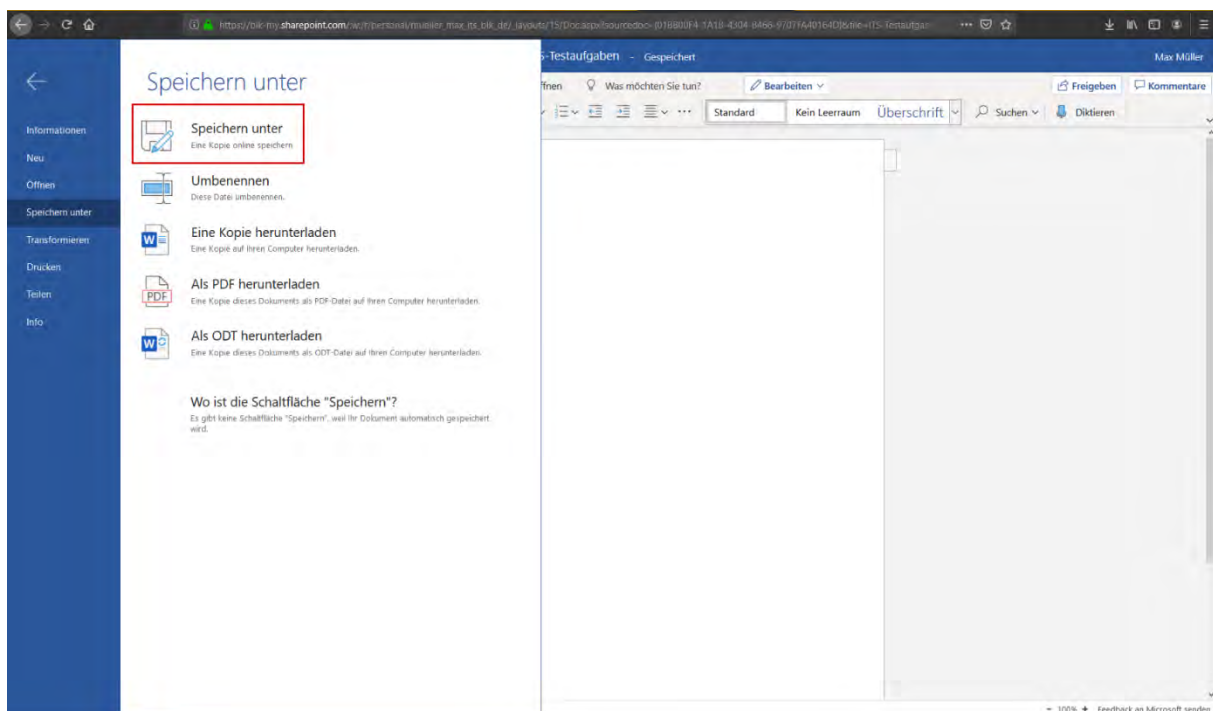 sharepoint.com
-Testaufgaben - Gespeichert
Max Müller
Speichern unter
Was möchten Sie tun?
Bearbeiten
Freigeben
Kommentare
Standard
Kein Leerraum
Überschrift
Suchen
Diktieren
Informationen
Neu
Öffnen
Speichern unter
Transformieren
Drucken
Teilen
Info
Speichern unter
Eine Kopie online speichern
Umbenennen
Diese Datei umbenennen.
Eine Kopie herunterladen
Eine Kopie auf Ihren Computer herunterladen.
PDF
Als PDF herunterladen
Eine Kopie dieses Dokuments als PDF-Datei auf Ihren Computer herunterladen.
Als ODT herunterladen
Eine Kopie dieses Dokuments als ODT-Datei auf Ihren Computer herunterladen.
Wo ist die Schaltfläche "Speichern"?
Es gibt keine Schaltfläche "Speichern", weil Ihr Dokument automatisch gespeichert
wird.
100%
Feedback an Microsoft senden